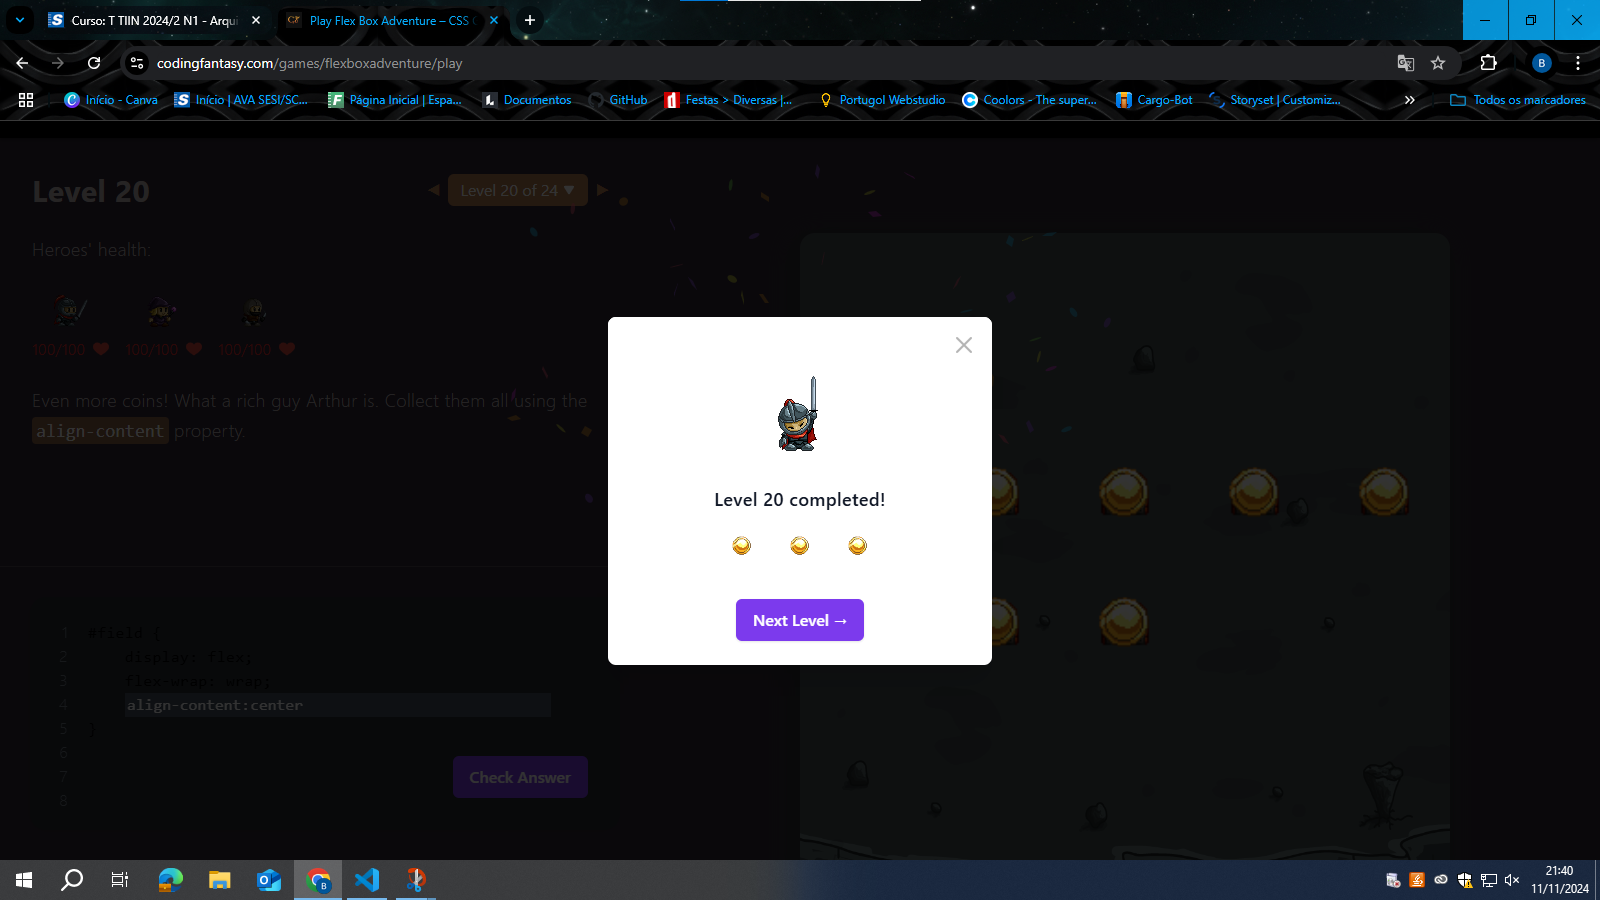 Curso: T TIIN 2024/2 N1 - Arqui
Play Flex Box Adventure – CSS
codingfantasy.com/games/flexboxadventure/play
B
Início - Canva
Início | AVA SESI/SC...
Página Inicial | Espa...
Documentos
GitHub
Festas > Diversas |...
Portugol Webstudio
Coolors - The super...
Cargo-Bot
Storyset | Customiz...
»
Todos os marcadores
Level 20
Level 20 of 24 ▼
Heroes' health:
100/100
100/100
100/100
Even more coins! What a rich guy Arthur is. Collect them all using the
align-content property.
Level 20 completed!
Next Level →
1 #field {
2 display: flex;
3 flex-wrap: wrap;
4 align-content:center
5 }
6
7
8
Check Answer
21:40
11/11/2024